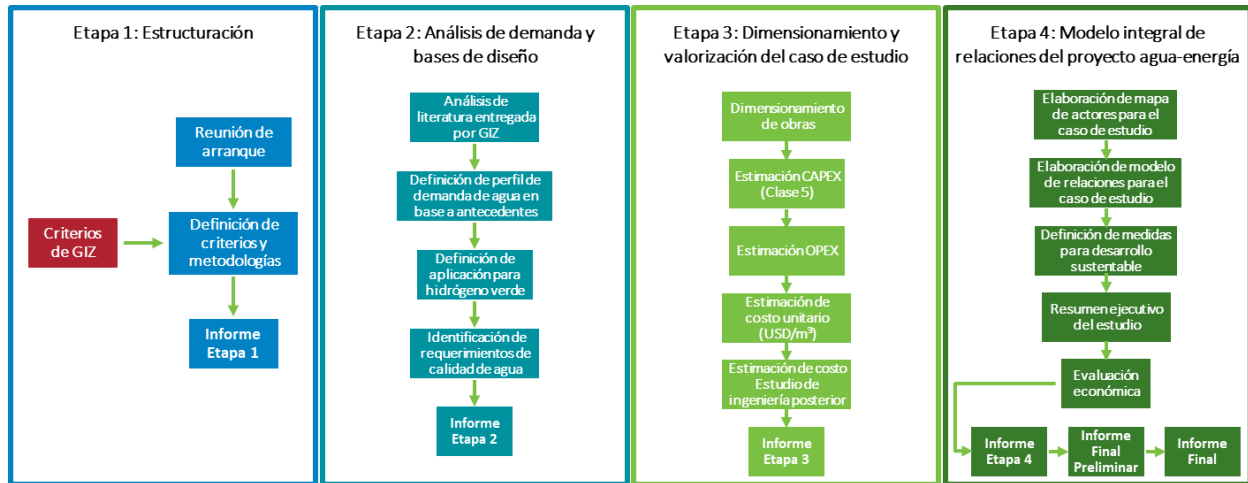 Etapa 1: Estructuración
Reunión de
arranque
Criterios
de GIZ
Definición de
criterios y
metodologías
Informe
Etapa 1
Etapa 2: Análisis de demanda y
bases de diseño
Análisis de
literatura entregada
por GIZ
Definición de perfil de
demanda de agua en
base a antecedentes
Definición de
aplicación para
hidrógeno verde
Identificación de
requerimientos de
calidad de agua
Informe
Etapa 2
Etapa 3: Dimensionamiento y
valorización del caso de estudio
Dimensionamiento
de obras
Estimación CAPEX
(Clase 5)
Estimación OPEX
Estimación de
costo unitario
(USD/m³)
Estimación de costo
Estudio de
ingeniería posterior
Informe
Etapa 3
Etapa 4: Modelo integral de
relaciones del proyecto agua-energía
Elaboración de mapa
de actores para el
caso de estudio
Elaboración de modelo
de relaciones para el
caso de estudio
Definición de medidas
para desarrollo
sustentable
Resumen ejecutivo
del estudio
Evaluación
económica
Informe
Etapa 4
Informe
Final
Preliminar
Informe
Final